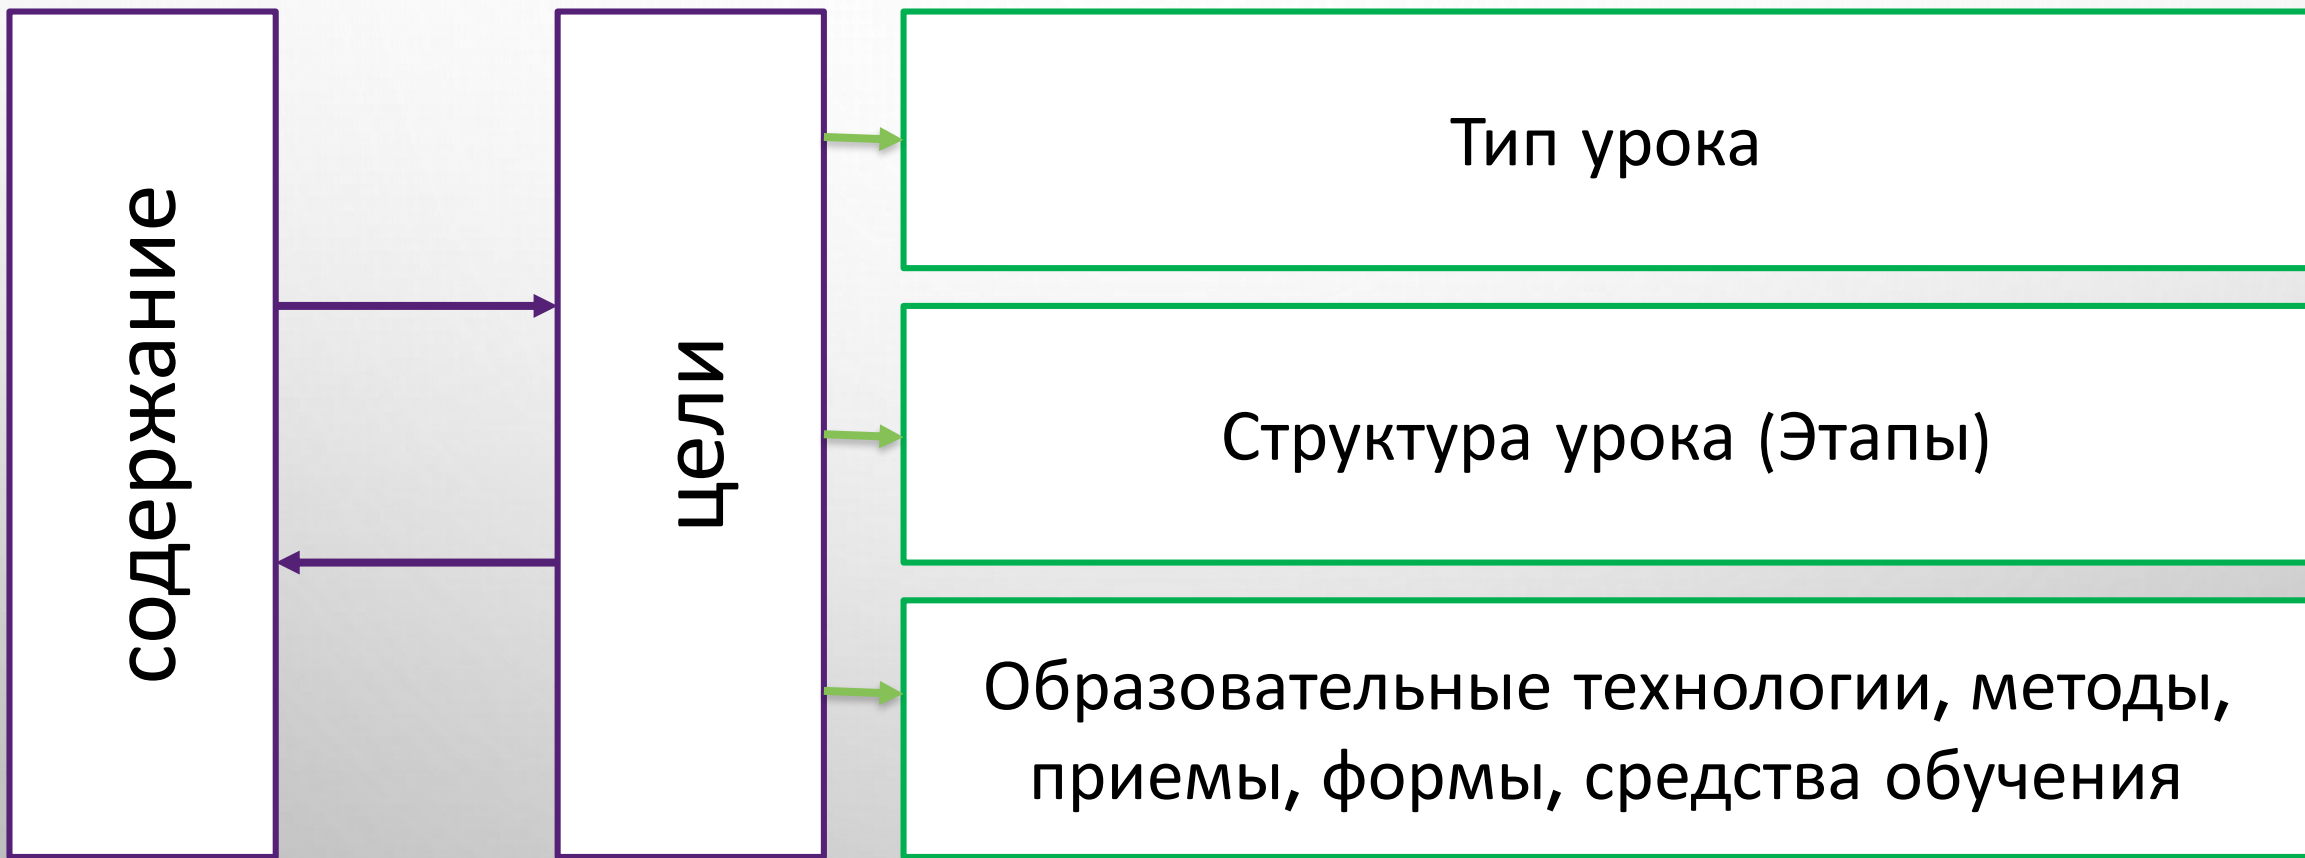 содержание
цели
Тип урока
Структура урока (Этапы)
Образовательные технологии, методы,
приемы, формы, средства обучения